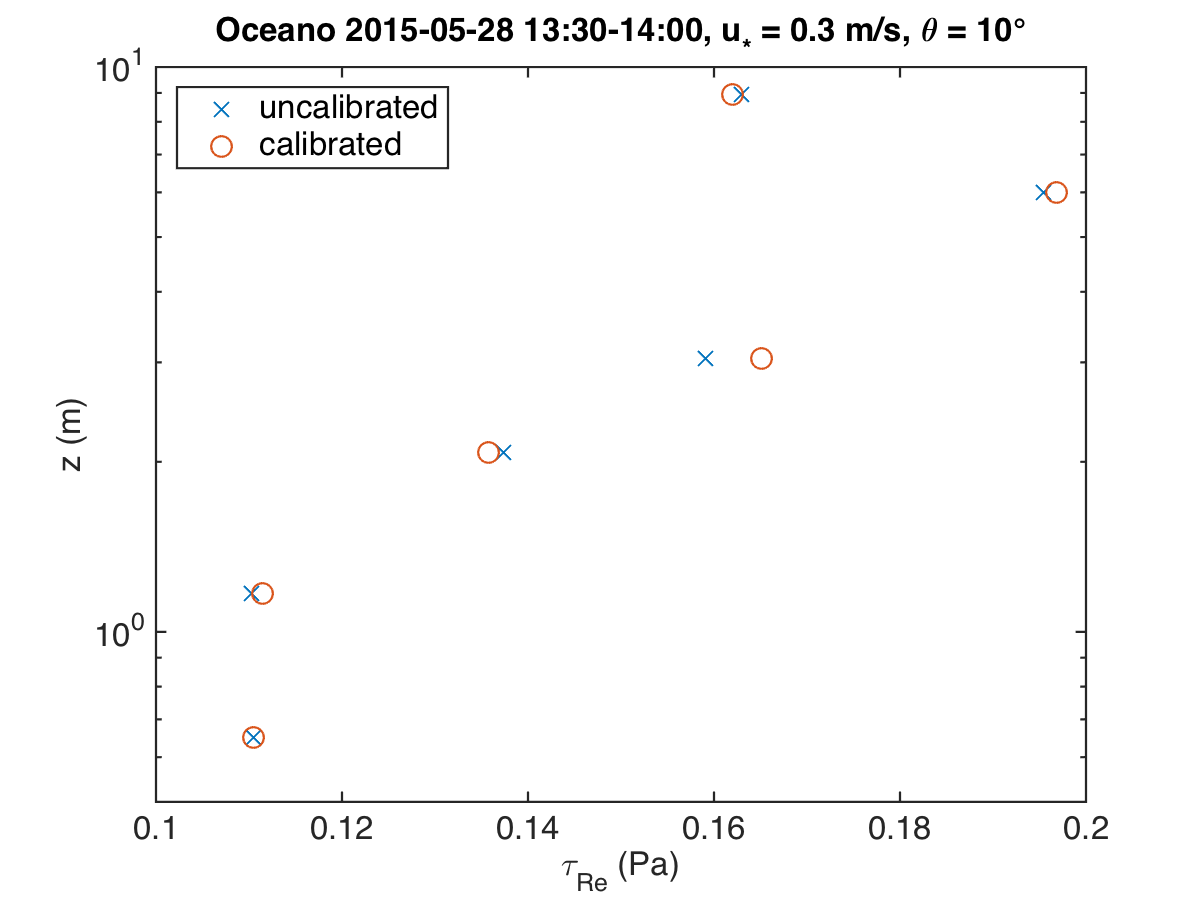 Oceano 2015-05-28 13:30-14:00, u* = 0.3 m/s, θ = 10°
10¹
uncalibrated
calibrated
z (m)
10⁰
0.1 0.12 0.14 0.16 0.18 0.2
τRe (Pa)